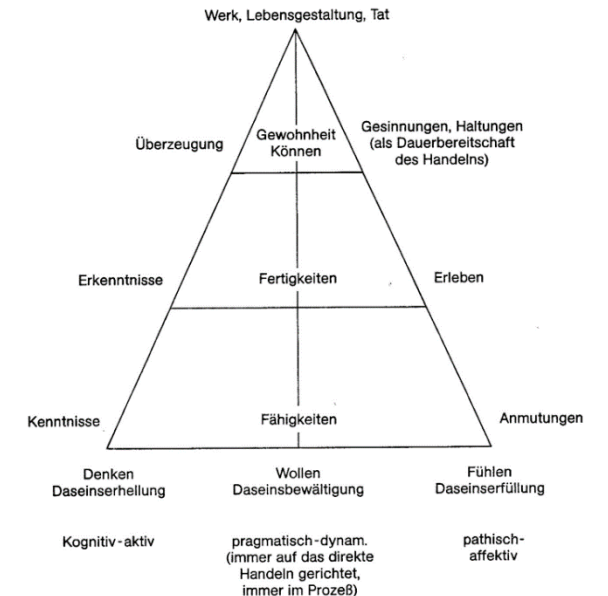 Werk, Lebensgestaltung, Tat
Überzeugung
Gewohnheit
Können
Gesinnungen, Haltungen
(als Dauerbereitschaft
des Handelns)
Erkenntnisse
Fertigkeiten
Erleben
Kenntnisse
Fähigkeiten
Anmutungen
Denken
Daseinserhellung
Wollen
Daseinsbewältigung
Fühlen
Daseinserfüllung
Kognitiv-aktiv
pragmatisch-dynam.
(immer auf das direkte
Handeln gerichtet,
immer im Prozeß)
pathisch-
affektiv